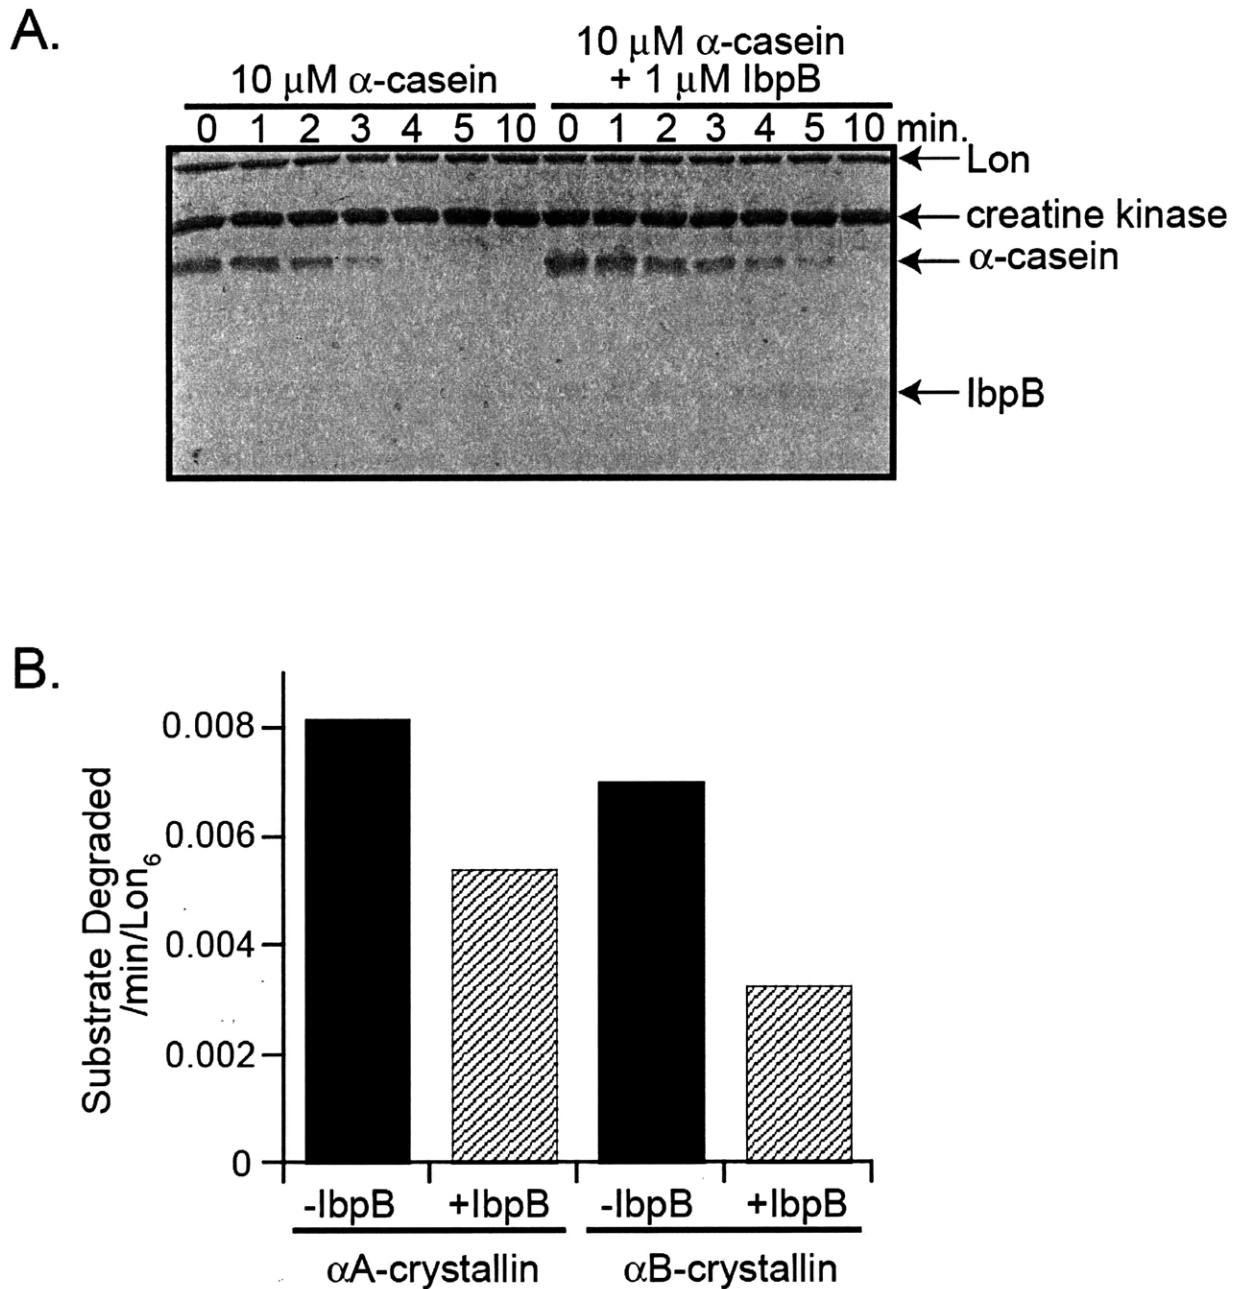 A.
10 μM α-casein
10 μM α-casein
+ 1 μM IbpB
0 1 2 3 4 5 10 0 1 2 3 4 5 10 min.
Lon
creatine kinase
α-casein
IbpB
B.
Substrate Degraded
/min/Lon₆
0.008
0.006
0.004
0.002
0
-IbpB +IbpB -IbpB +IbpB
αA-crystallin αB-crystallin